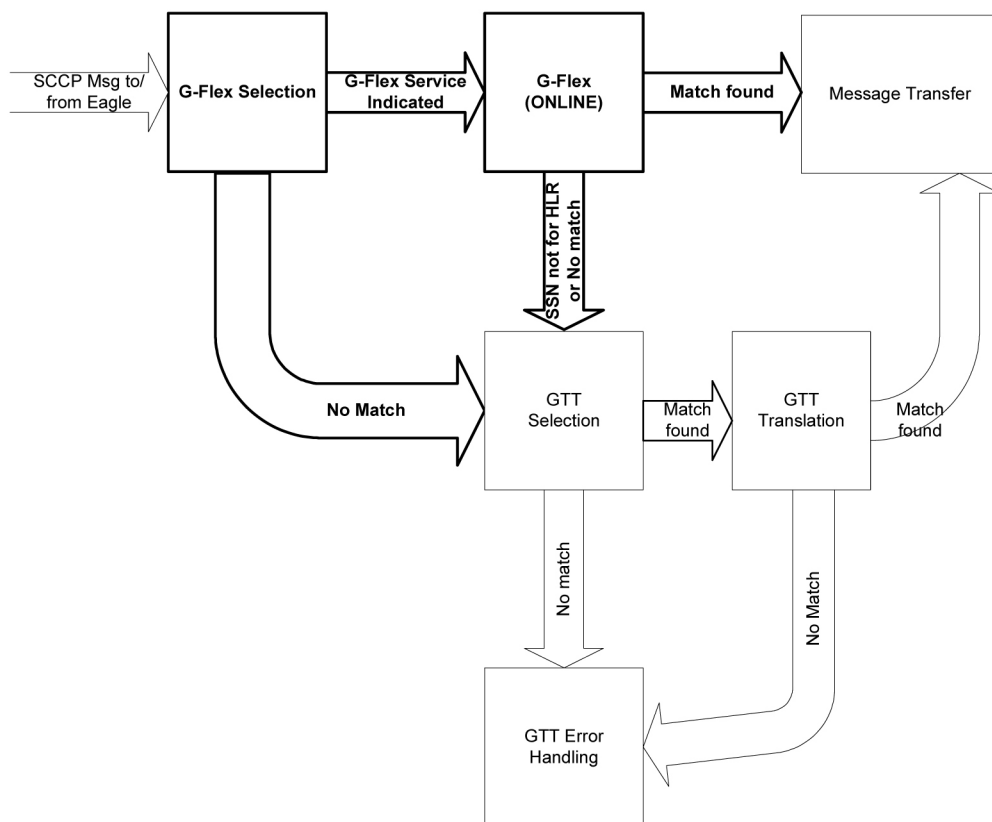 SCCP Msg to/
from Eagle
G-Flex Selection
G-Flex Service
Indicated
G-Flex
(ONLINE)
Match found
Message Transfer
SSN not for HLR
or No match
No Match
GTT
Selection
Match
found
GTT
Translation
Match
found
No match
No Match
GTT Error
Handling